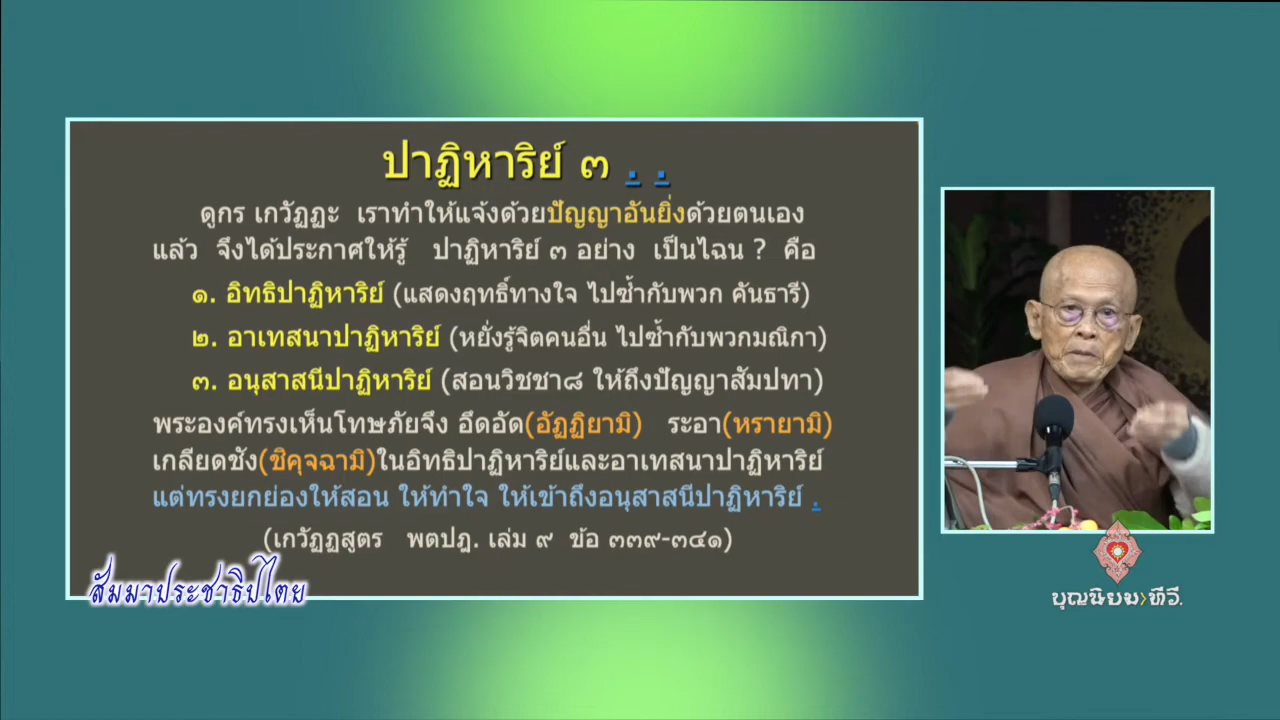 ปาฏิหาริย์ ๓ . .
ดูกร เกวัฏฏะ เราทำให้แจ้งด้วยปัญญาอันยิ่งด้วยตนเอง
แล้ว จึงได้ประกาศให้รู้ ปาฏิหาริย์ ๓ อย่าง เป็นไฉน ? คือ
๑. อิทธิปาฏิหาริย์ (แสดงฤทธิ์ทางใจ ไปซ้ำกับพวก คันธารี)
๒. อาเทสนาปาฏิหาริย์ (หยั่งรู้จิตคนอื่น ไปซ้ำกับพวกมณิกา)
๓. อนุสาสนีปาฏิหาริย์ (สอนวิชชา๘ ให้ถึงปัญญาสัมปทา)
พระองค์ทรงเห็นโทษภัยจึง อึดอัด(อัฏฏิยามิ) ระอา(หรายามิ)
เกลียดชัง(ชิคุจฉามิ)ในอิทธิปาฏิหาริย์และอาเทสนาปาฏิหาริย์
แต่ทรงยกย่องให้สอน ให้ทำใจ ให้เข้าถึงอนุสาสนีปาฏิหาริย์ .
(เกวัฏฏสูตร พตปฎ. เล่ม ๙ ข้อ ๓๓๙-๓๔๑)
สัมมาประชาธิปไตย
บุญนิยม>ทีวี.